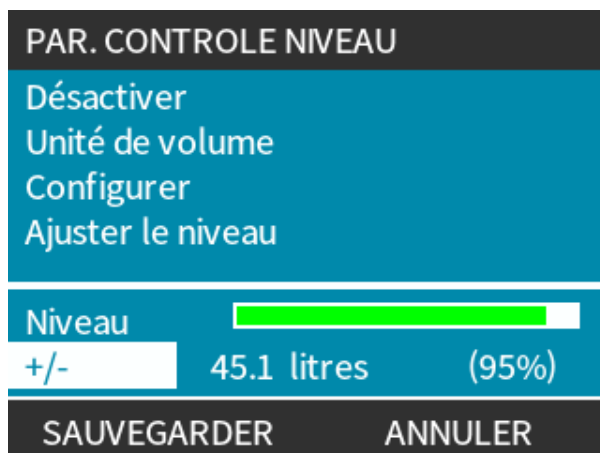 PAR. CONTROLE NIVEAU
Désactiver
Unité de volume
Configurer
Ajuster le niveau
Niveau
+/- 45.1 litres (95%)
SAUVEGARDER ANNULER